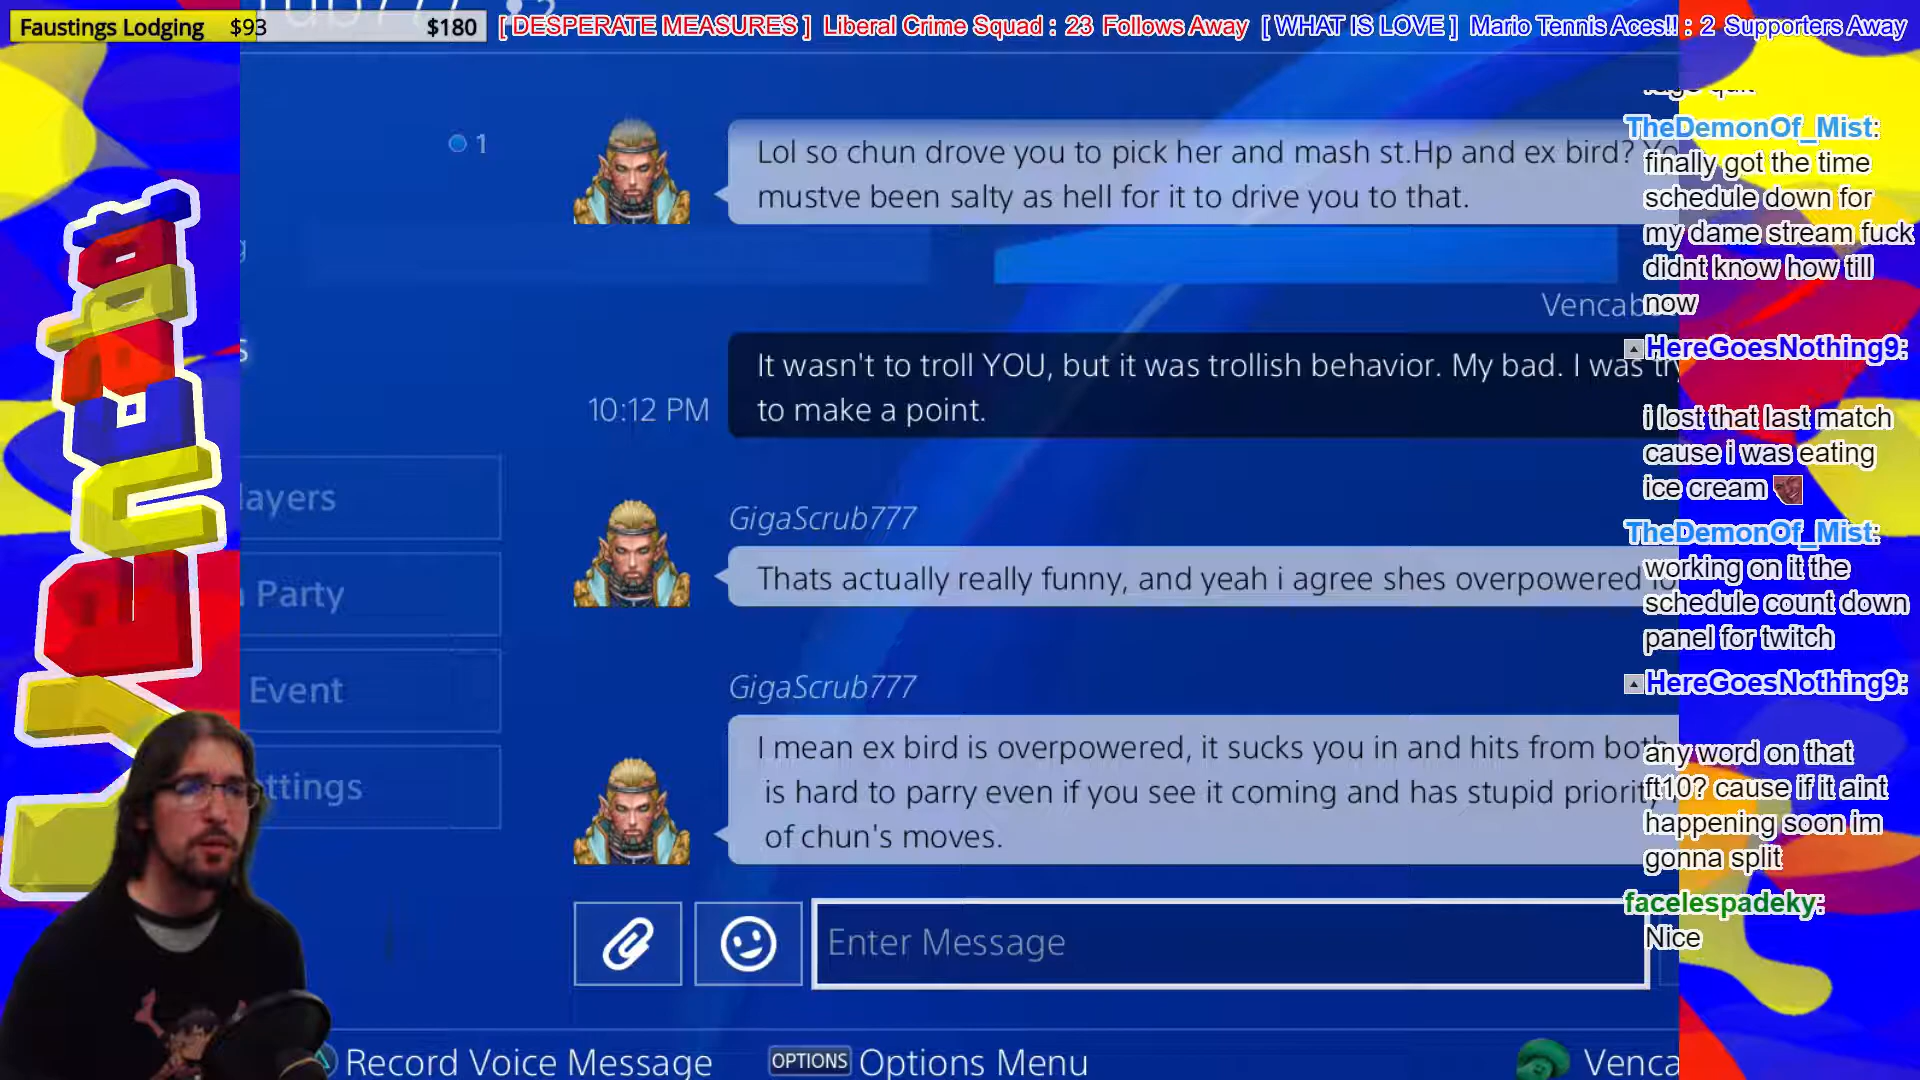 Faustings Lodging $93 $180
[ DESPERATE MEASURES ] Liberal Crime Squad : 23 Follows Away [ WHAT IS LOVE ] Mario Tennis Aces!! : 2 Supporters Away
1
Lol so chun drove you to pick her and mash st.Hp and ex bird?
mustve been salty as hell for it to drive you to that.
It wasn't to troll YOU, but it was trollish behavior. My bad. I was
10:12 PM
to make a point.
GigaScrub777
Thats actually really funny, and yeah i agree shes overpowered
GigaScrub777
I mean ex bird is overpowered, it sucks you in and hits from
is hard to parry even if you see it coming and has stupid
of chun's moves.
Enter Message
Record Voice Message
OPTIONS Options Menu
Venca
Vencab
layers
Party
Event
ttings
TheDemonOf_Mist:
finally got the time
schedule down for
my dame stream fuck
didnt know how till
now
HereGoesNothing9:
i lost that last match
cause i was eating
ice cream
TheDemonOf_Mist:
working on it the
schedule count down
panel for twitch
HereGoesNothing9:
any word on that
ft10? cause if it aint
happening soon im
gonna split
facelespadeky:
Nice